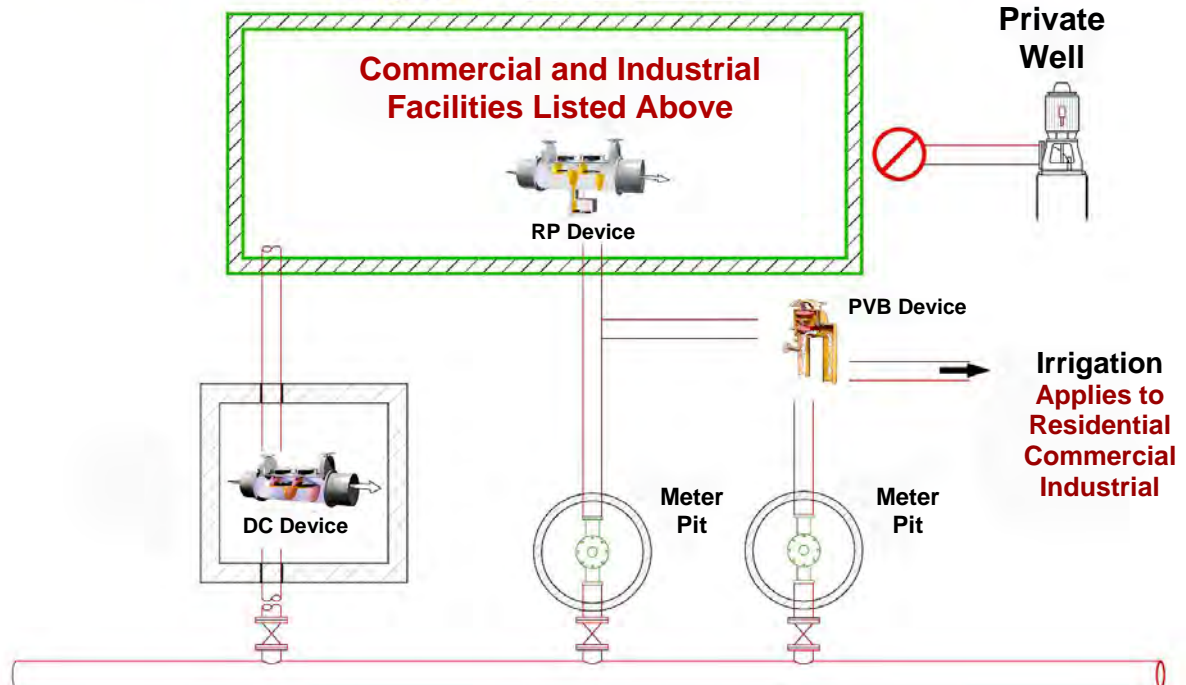 Private
Well
Commercial and Industrial
Facilities Listed Above
RP Device
PVB Device
Irrigation
Applies to
Residential
Commercial
Industrial
Meter
Pit
Meter
Pit
DC Device